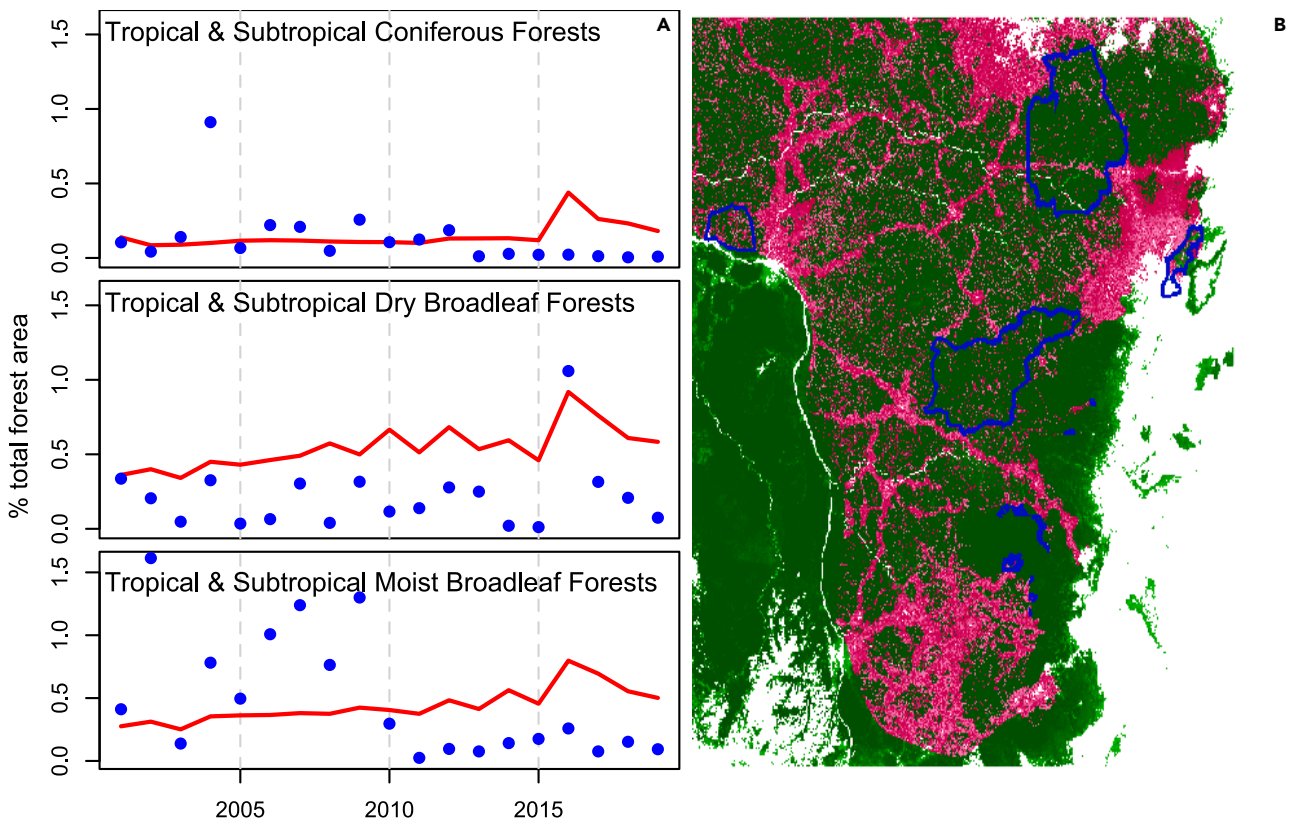 Tropical & Subtropical Coniferous Forests
A
B
1.5
1.0
0.5
0.0
Tropical & Subtropical Dry Broadleaf Forests
1.5
1.0
0.5
0.0
% total forest area
Tropical & Subtropical Moist Broadleaf Forests
1.5
1.0
0.5
0.0
2005
2010
2015